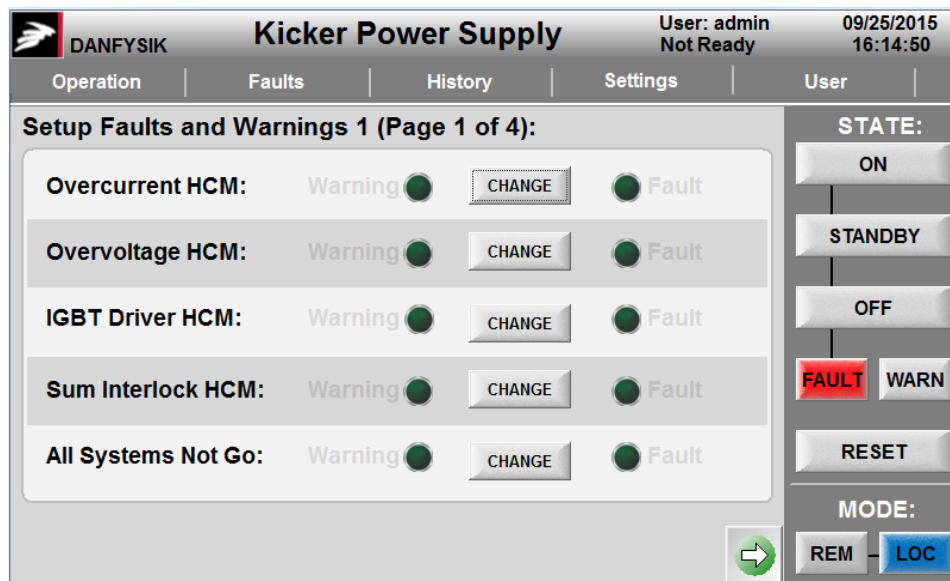 DANFYSIK
Kicker Power Supply
User: admin
Not Ready
09/25/2015
16:14:50
Operation
Faults
History
Settings
User
Setup Faults and Warnings 1 (Page 1 of 4):
Overcurrent HCM: Warning CHANGE Fault
Overvoltage HCM: Warning CHANGE Fault
IGBT Driver HCM: Warning CHANGE Fault
Sum Interlock HCM: Warning CHANGE Fault
All Systems Not Go: Warning CHANGE Fault
STATE:
ON
STANDBY
OFF
FAULT WARN
RESET
MODE:
REM LOC